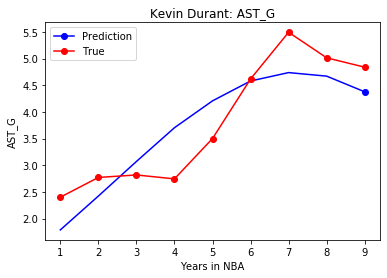 Kevin Durant: AST_G
Prediction
True
AST_G
5.5
5.0
4.5
4.0
3.5
3.0
2.5
2.0
1 2 3 4 5 6 7 8 9
Years in NBA